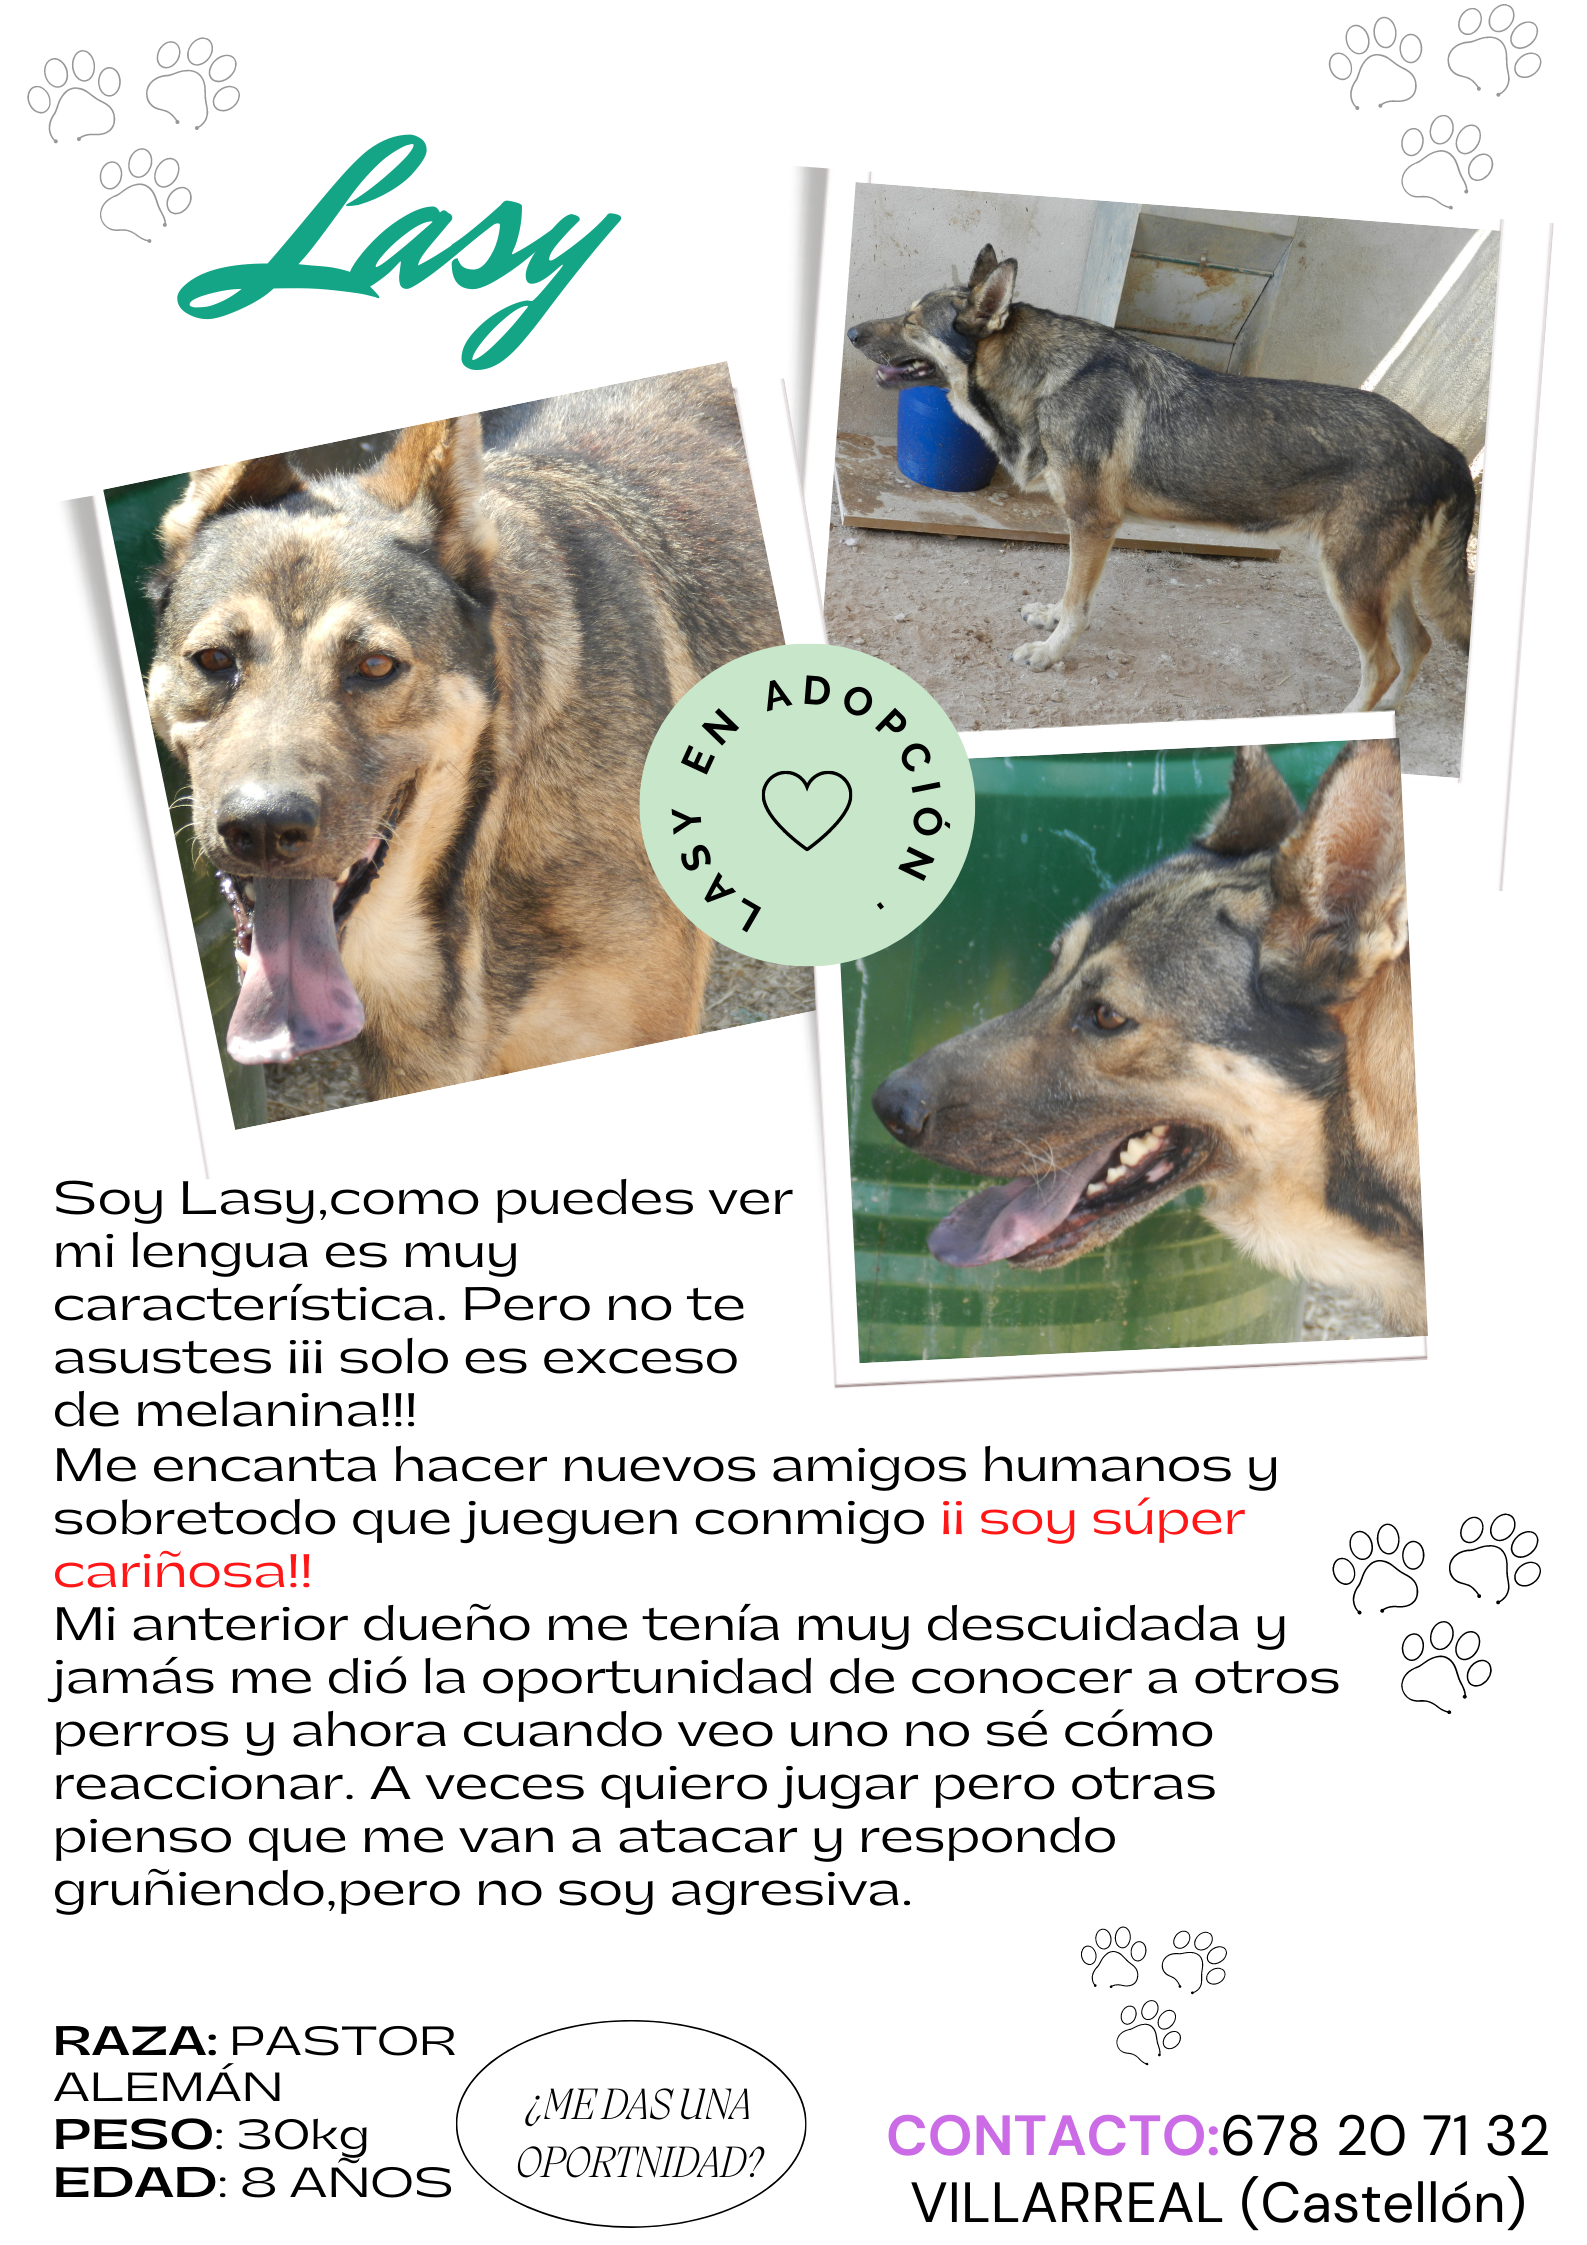 Lasy
LASY EN ADOPCIÓN .
Soy Lasy,como puedes ver
mi lengua es muy
característica. Pero no te
asustes ¡¡¡ solo es exceso
de melanina!!!
Me encanta hacer nuevos amigos humanos y
sobretodo que jueguen conmigo ¡¡ soy súper
cariñosa!!
Mi anterior dueño me tenía muy descuidada y
jamás me dió la oportunidad de conocer a otros
perros y ahora cuando veo uno no sé cómo
reaccionar. A veces quiero jugar pero otras
pienso que me van a atacar y respondo
gruñiendo,pero no soy agresiva.
RAZA: PASTOR
ALEMÁN
PESO: 30kg
EDAD: 8 AÑOS
¿ME DAS UNA
OPORTNIDAD?
CONTACTO:678 20 71 32
VILLARREAL (Castellón)